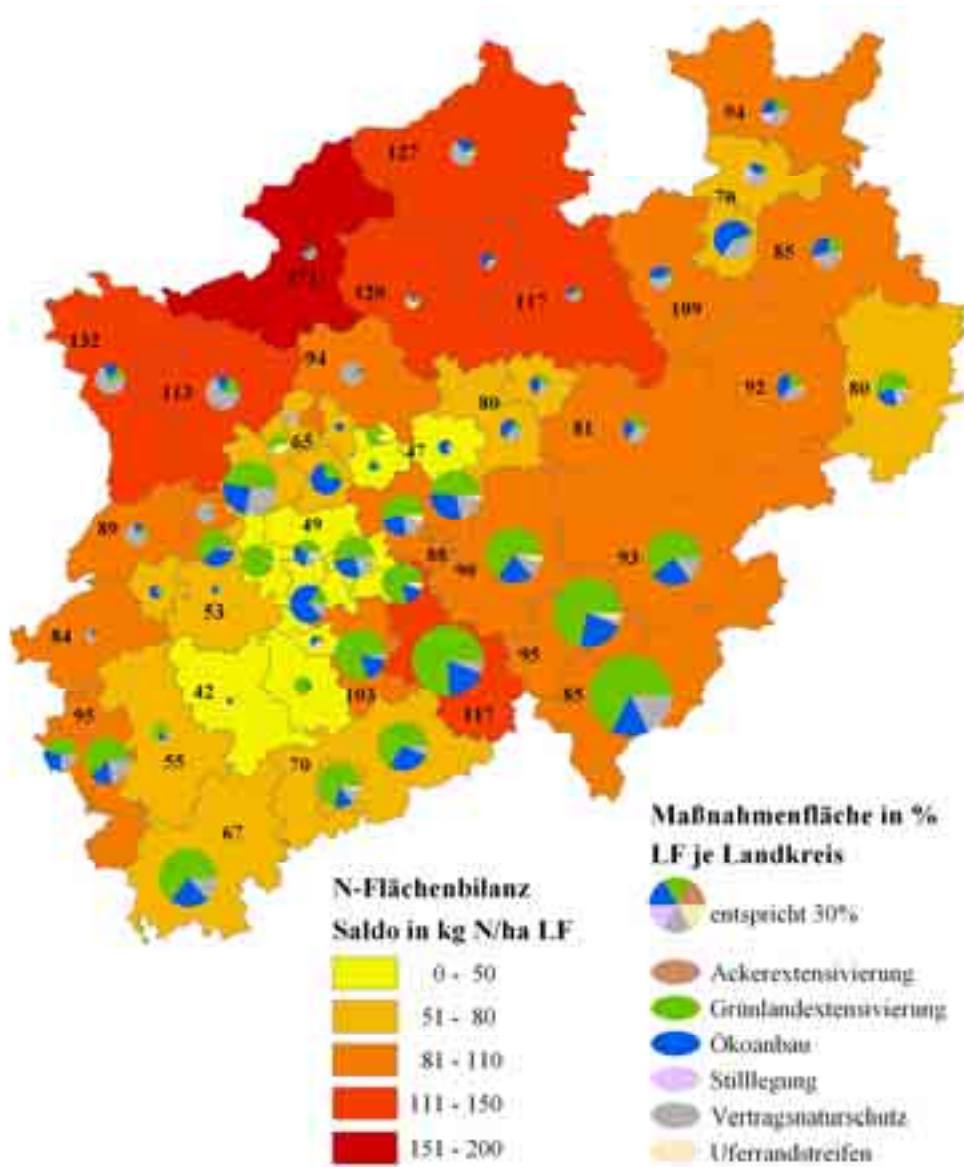 94
127
78
85
171
120
117
109
132
94
113
80
92
80
81
65
47
89
49
88
90
93
53
84
95
42
103
85
95
117
55
70
67
Maßnahmenfläche in %
LF je Landkreis
entspricht 30%
Ackerextensivierung
Grünlandextensivierung
Ökoanbau
Stilllegung
Vertragsnaturschutz
Uferrandstreifen
N-Flächenbilanz
Saldo in kg N/ha LF
0 - 50
51 - 80
81 - 110
111 - 150
151 - 200